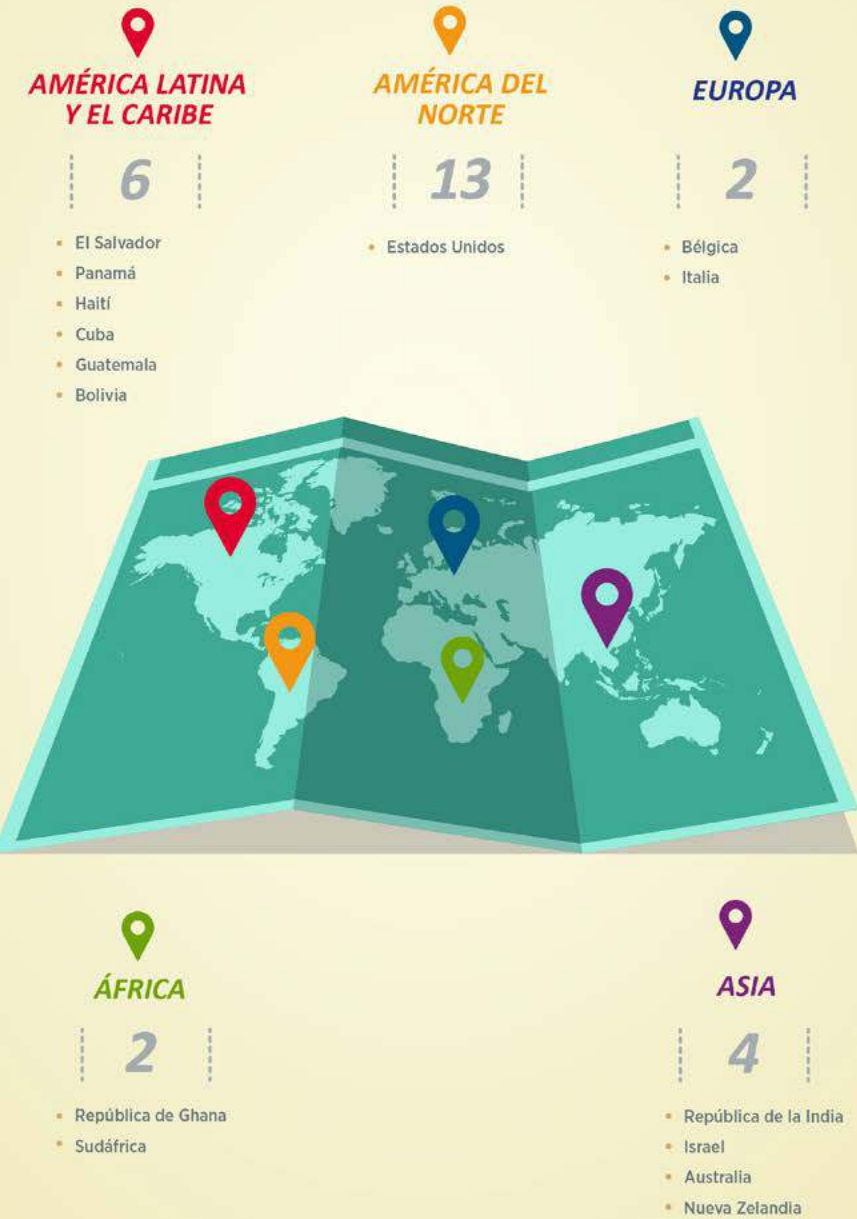 AMÉRICA LATINA
Y EL CARIBE
6
El Salvador
Panamá
Haití
Cuba
Guatemala
Bolivia
AMÉRICA DEL
NORTE
13
Estados Unidos
EUROPA
2
Bélgica
Italia
ÁFRICA
2
República de Ghana
Sudáfrica
ASIA
4
República de la India
Israel
Australia
Nueva Zelandia